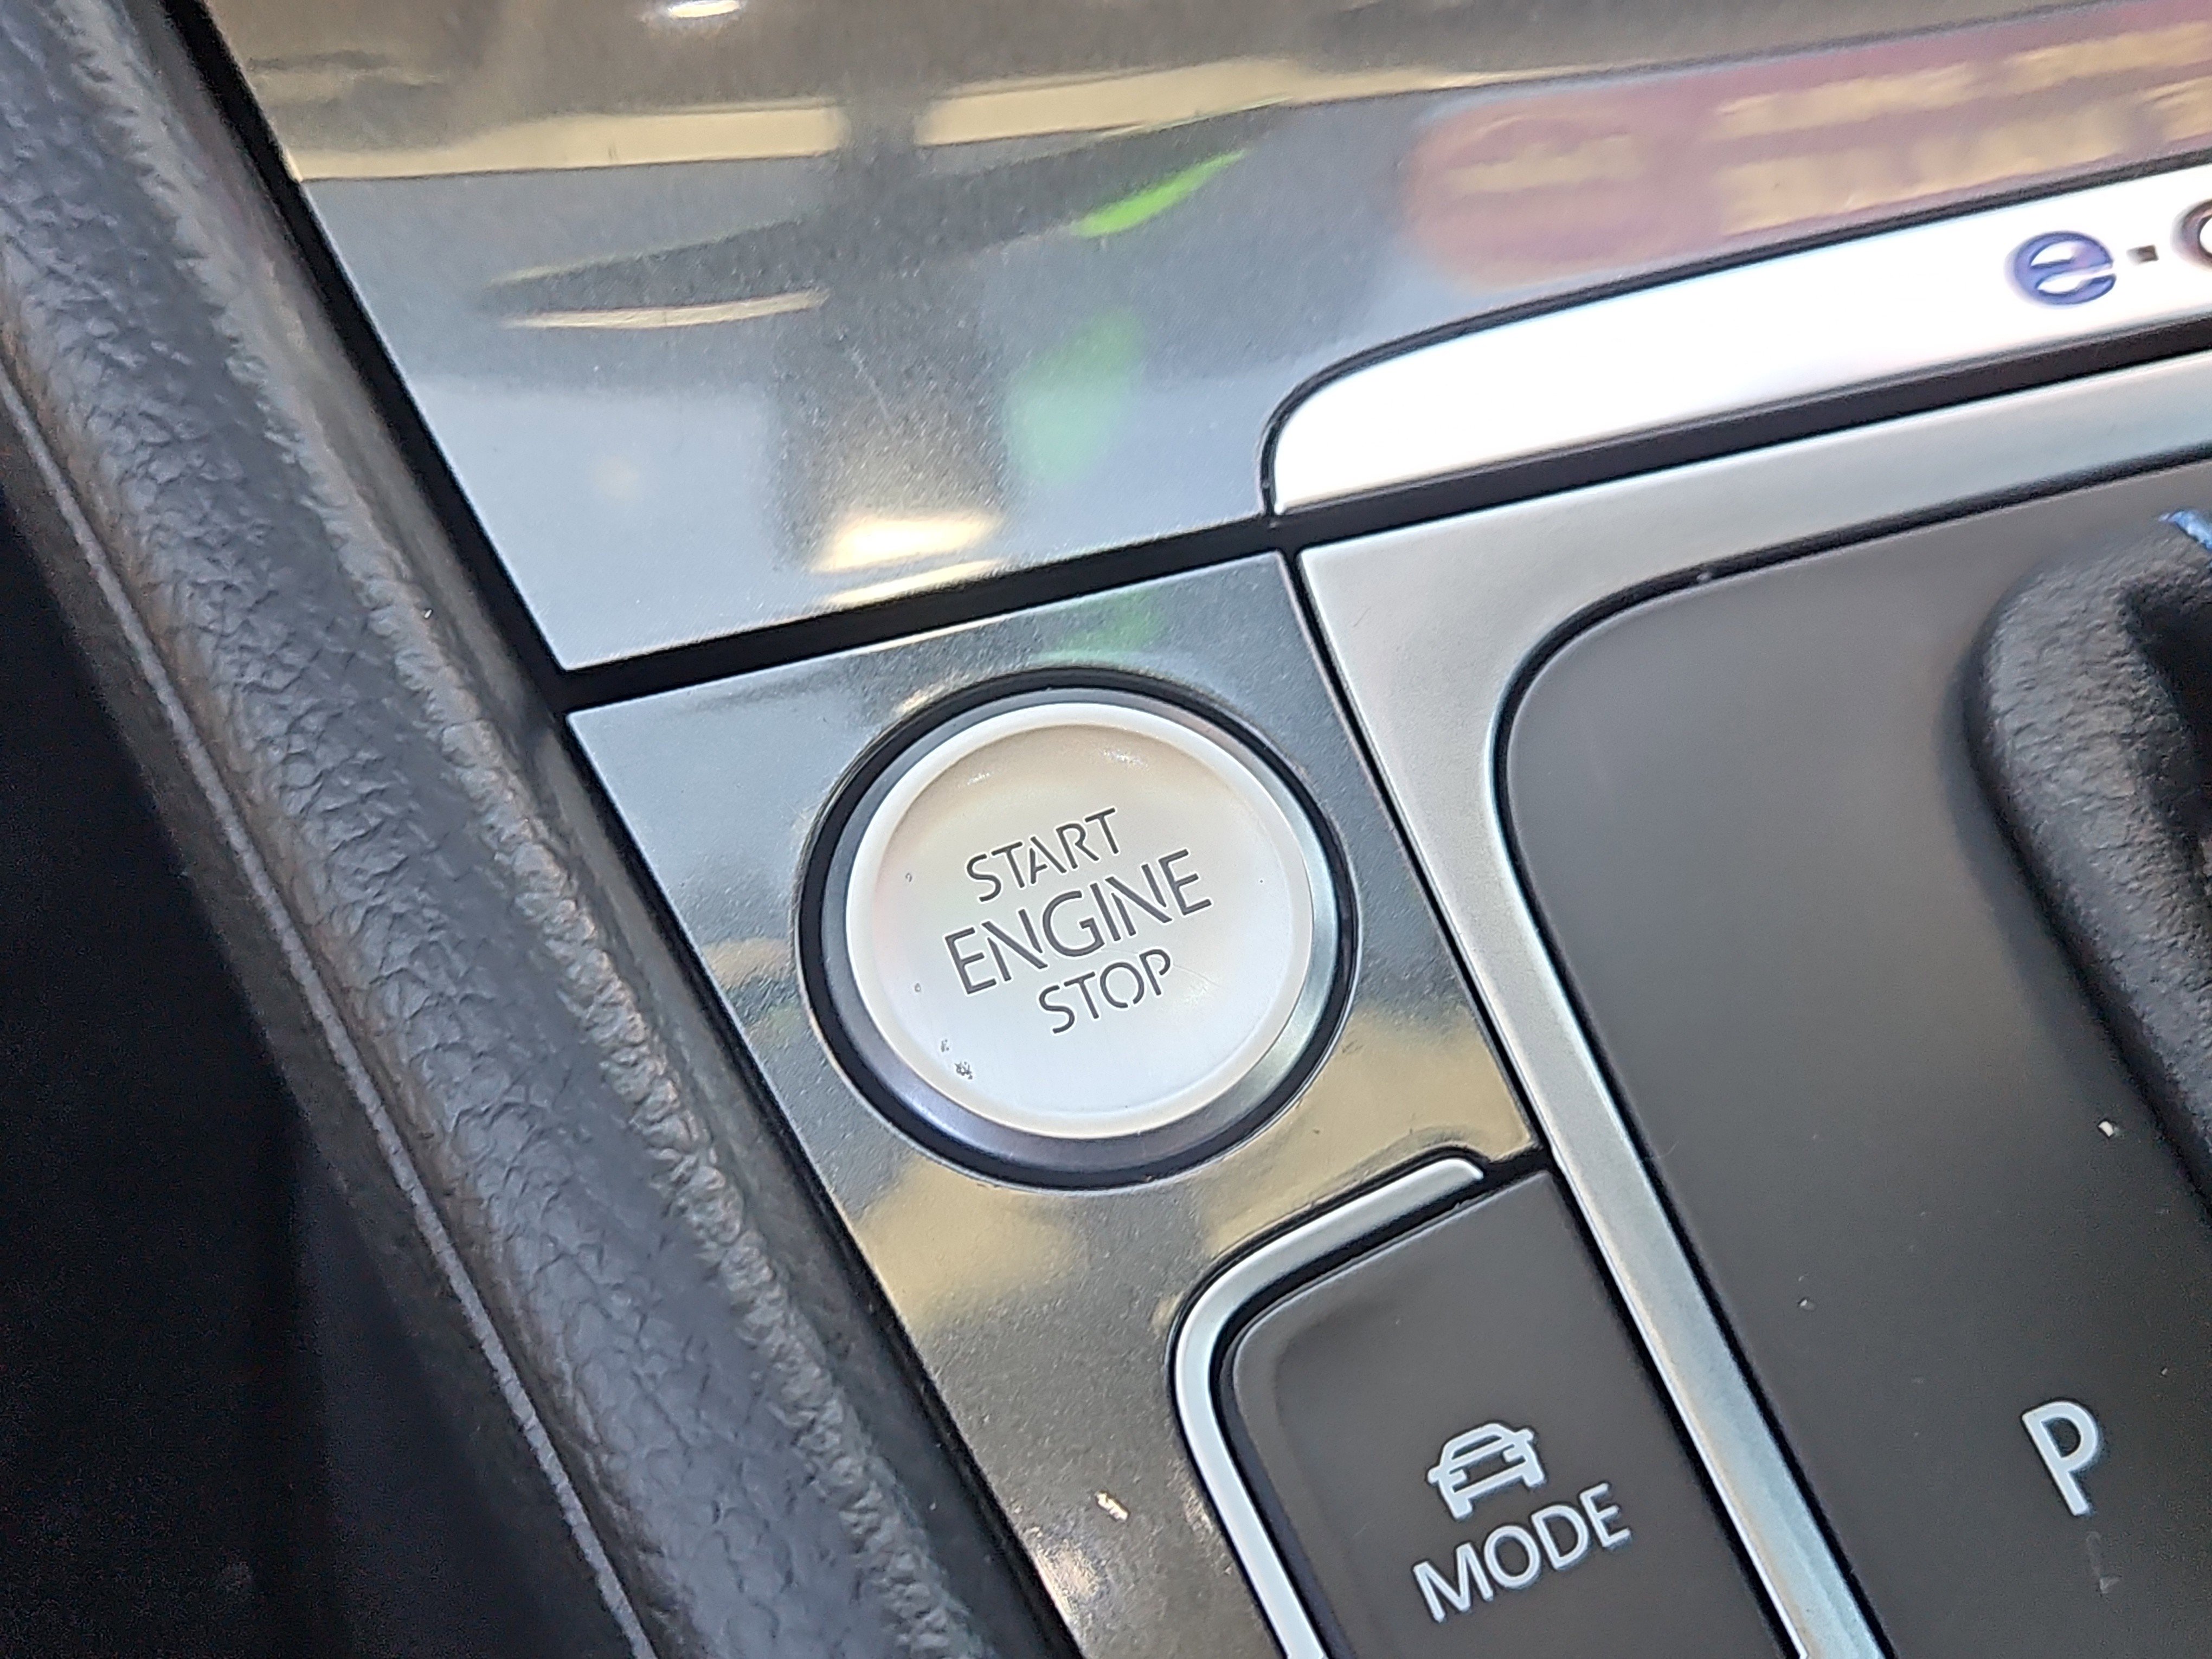 e-
START
ENGINE
STOP
MODE
P